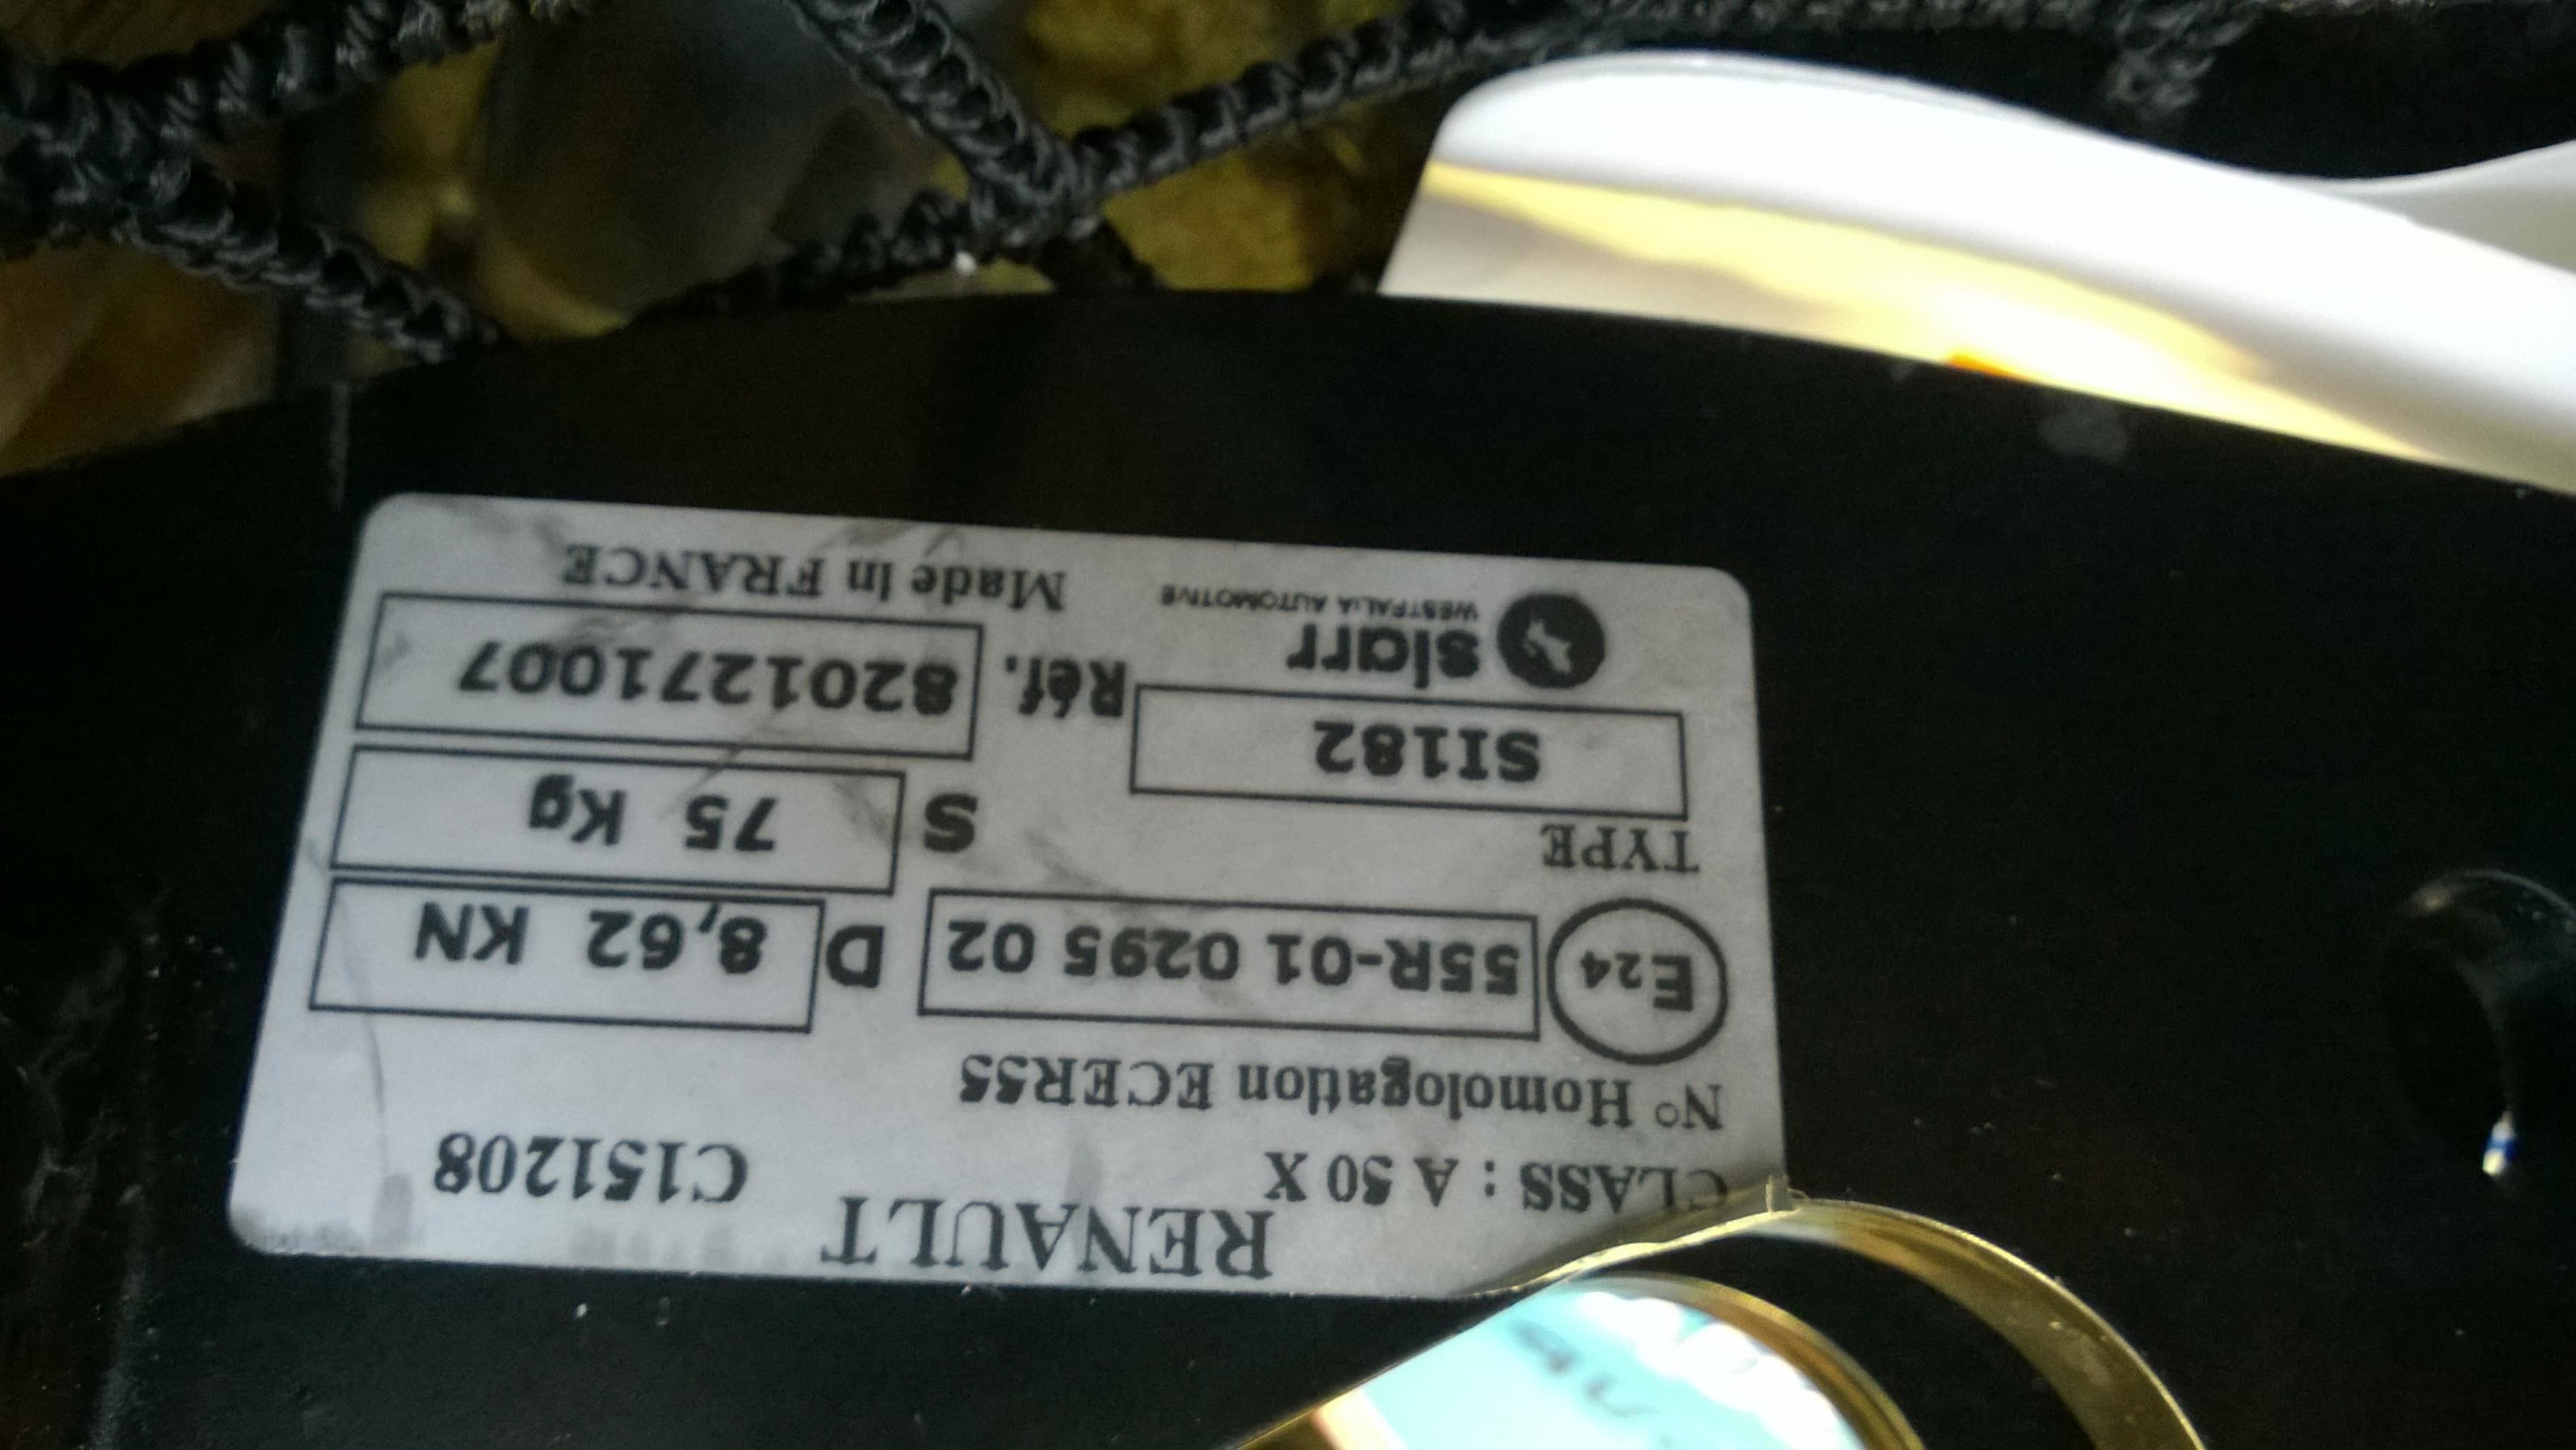 RENAULT
CLASS : A 50 X
C151208
N° Homologation ECER55
E24
55R-01 0295 02
D
8,62 KN
TYPE
S
75 Kg
SI182
Réf.
8201271007
siarr
WESTFALIA AUTOMOTIVE
Made in FRANCE